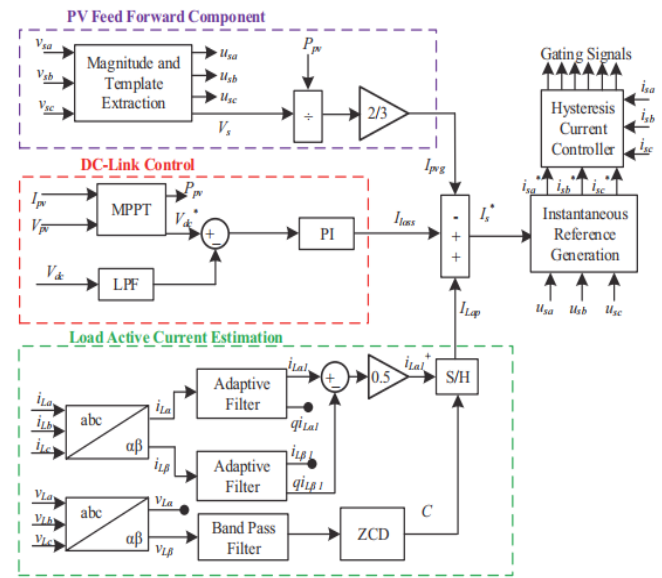 PV Feed Forward Component
v_sa
v_sb
v_sc
Magnitude and
Template
Extraction
u_sa
u_sb
u_sc
V_s
P_pv
÷
2/3
Gating Signals
Hysteresis
Current
Controller
i_sa
i_sb
i_sc
i_sa*
i_sb*
i_sc*
I_pvg
DC-Link Control
I_pv
V_pv
MPPT
P_pv
V_dc*
+
−
PI
I_loss
-
+
+
I_s*
Instantaneous
Reference
Generation
u_sa
u_sb
u_sc
V_dc
LPF
I_Lap
Load Active Current Estimation
i_La
i_Lb
i_Lc
abc
αβ
i_Lα
i_Lβ
Adaptive
Filter
i_Lα1
qi_Lα1
+
−
0.5
i_Lα1+
S/H
Adaptive
Filter
i_Lβ1
qi_Lβ1
v_La
v_Lb
v_Lc
abc
αβ
v_Lα
v_Lβ
Band Pass
Filter
ZCD
C